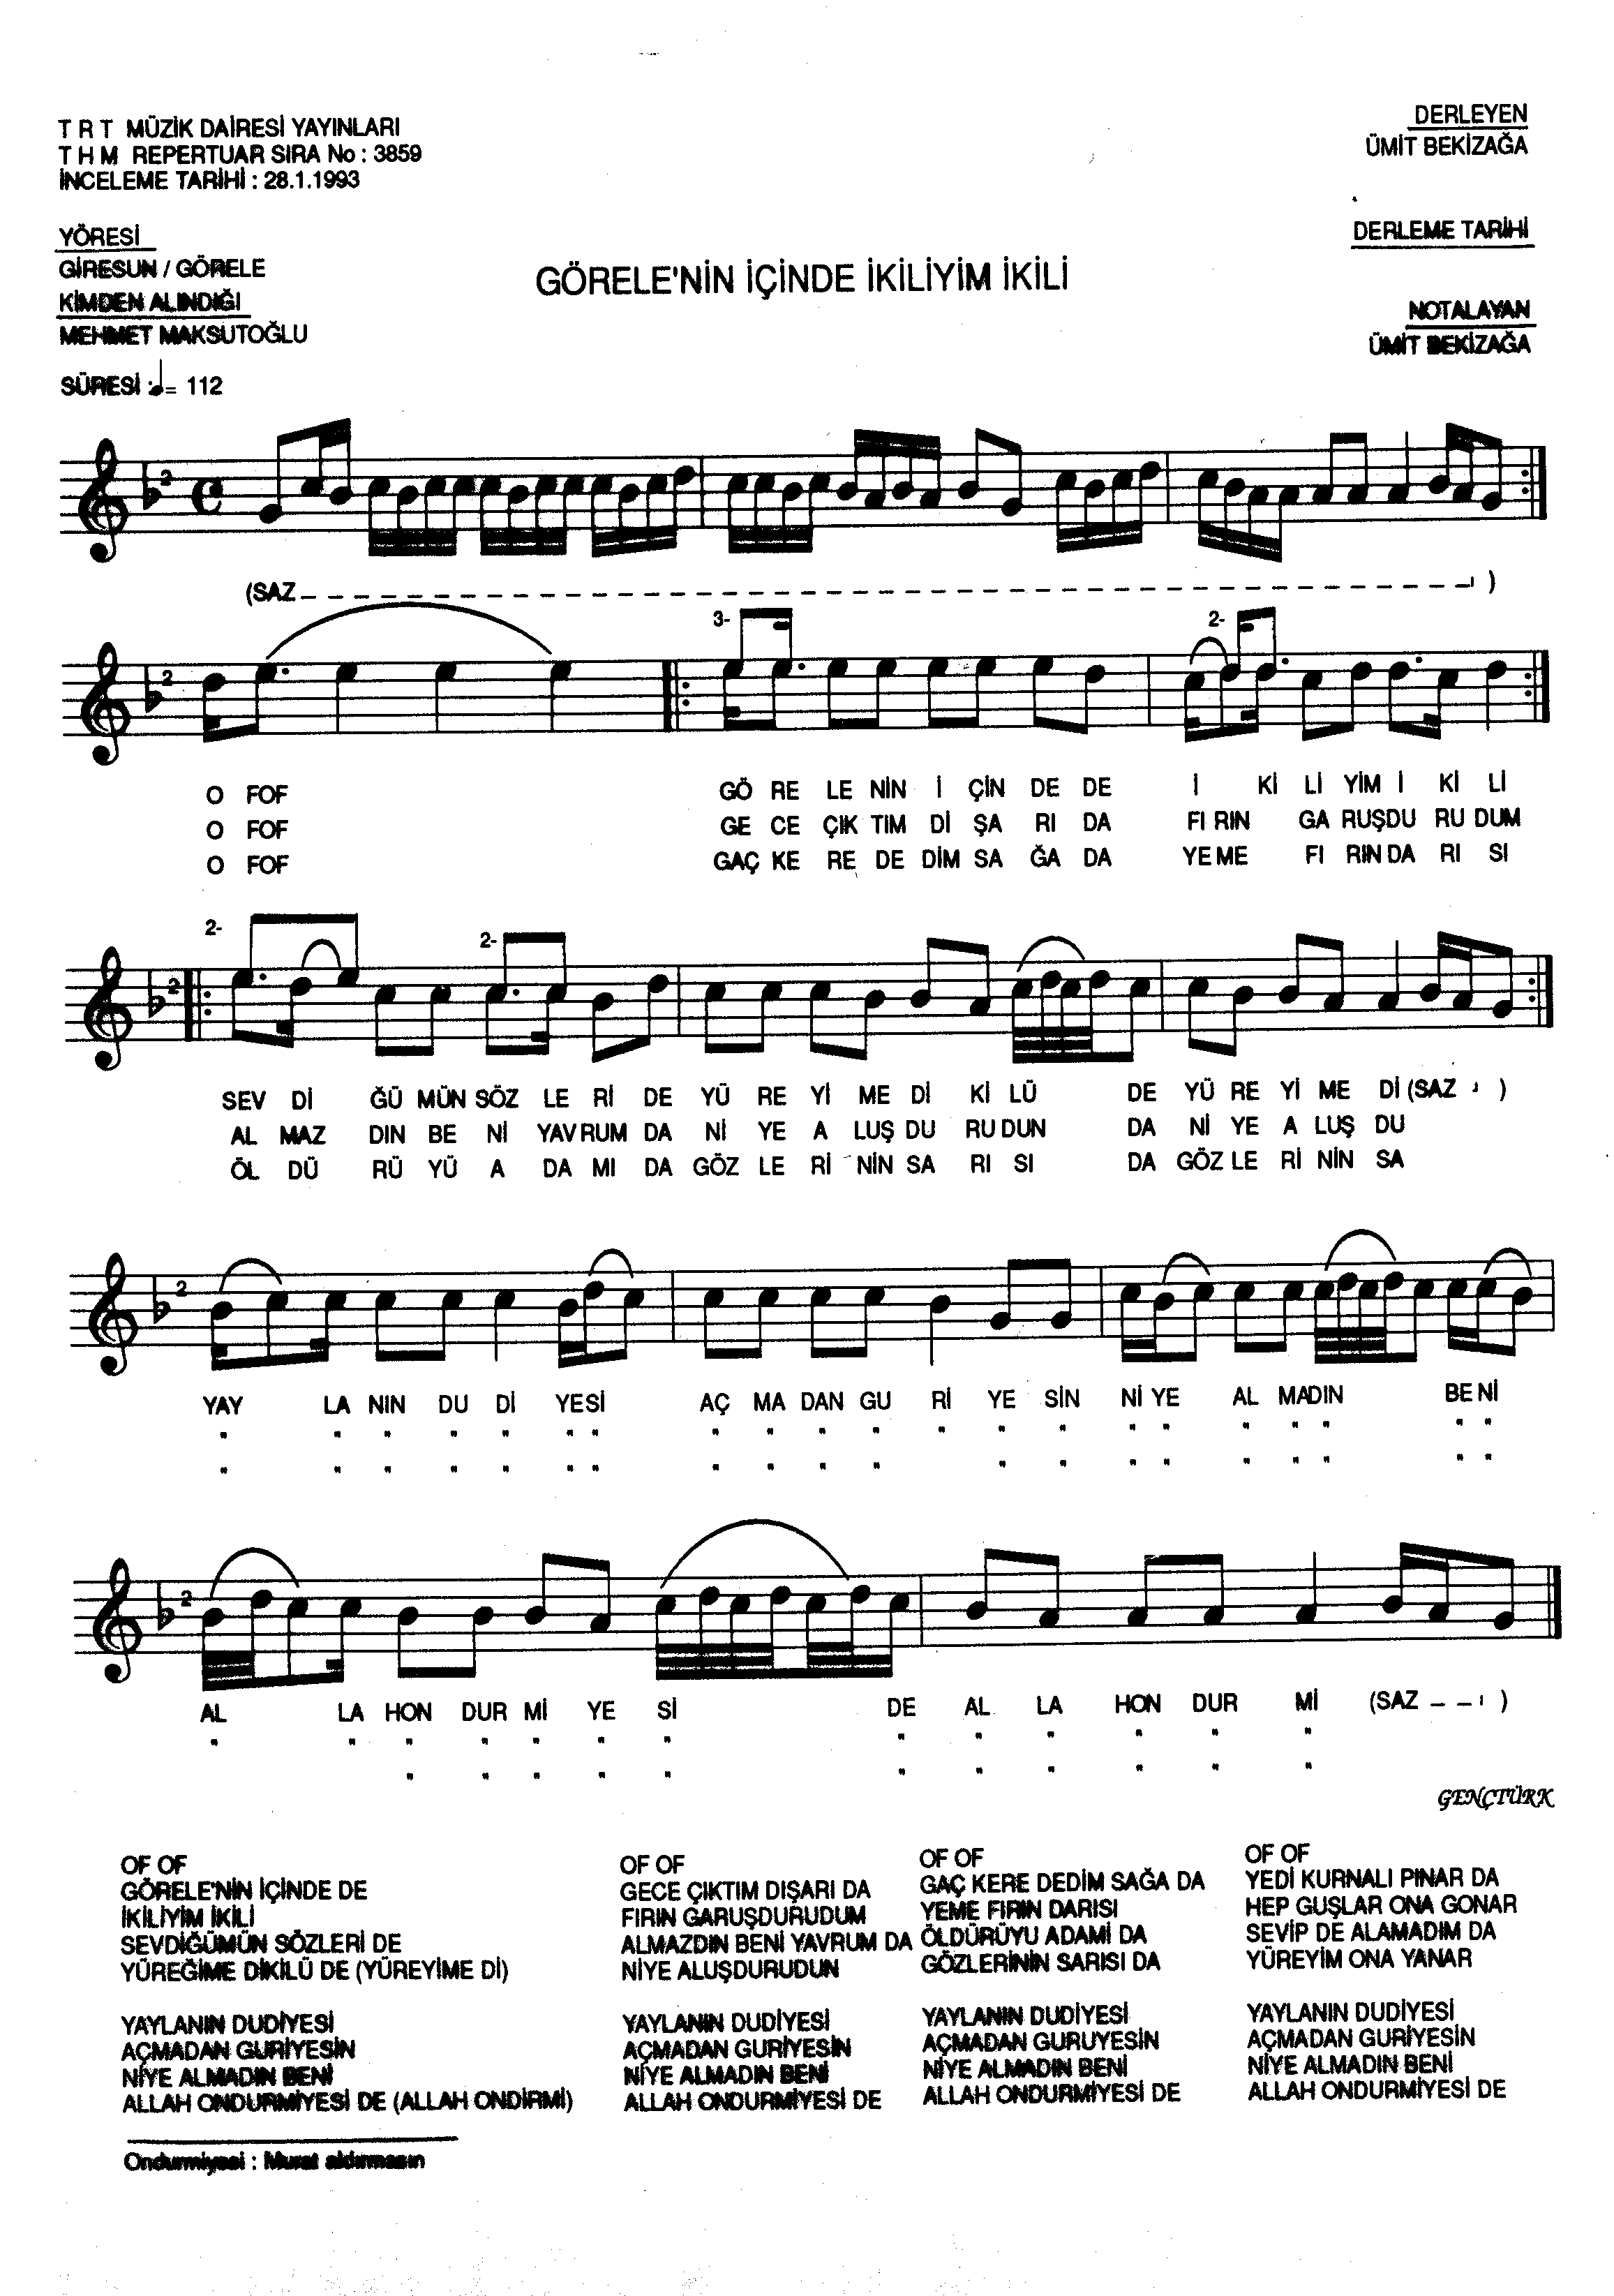 T R T MÜZİK DAİRESİ YAYINLARI
T H M REPERTUAR SIRA No : 3859
İNCELEME TARİHİ : 28.1.1993
DERLEYEN
ÜMİT BEKİZAĞA
YÖRESİ
GİRESUN / GÖRELE
KİMDEN ALINDIĞI
MEHMET MAKSUTOĞLU
SÜRESİ : ♩= 112
GÖRELE'NİN İÇİNDE İKİLİYİM İKİLİ
DERLEME TARİHİ
NOTALAYAN
ÜMİT BEKİZAĞA
2
(SAZ _ _ _ )
2 3- 2-
O FOF GÖ RE LE NİN İ ÇİN DE DE İ Kİ Lİ YİM İ Kİ Lİ
O FOF GE CE ÇIK TIM DI ŞA RI DA FI RIN GA RUŞDU RU DUM
O FOF GAÇ KE RE DE DİM SA ĞA DA YE ME FI RIN DA RI SI
2 2- 2-
SEV Dİ ĞÜ MÜN SÖZ LE Rİ DE YÜ RE Yİ ME Dİ Kİ LÜ DE YÜ RE Yİ ME Dİ (SAZ )
AL MAZ DIN BE Nİ YAV RUM DA Nİ YE A LUŞ DU RU DUN DA Nİ YE A LUŞ DU
ÖL DÜ RÜ YÜ A DA MI DA GÖZ LE Rİ NİN SA RI SI DA GÖZ LE Rİ NİN SA
2
YAY LA NIN DU Dİ YE Sİ AÇ MA DAN GU Rİ YE SİN Nİ YE AL MADIN BE Nİ
" " " " " " " " " " " " " " " " " " " " "
" " " " " " " " " " " " " " " " " " " "
2
AL LA HON DUR Mİ YE Sİ DE AL LA HON DUR Mİ (SAZ _ _ )
" " " " " " " " " " " " "
" " " " " " " " " " "
GENÇTÜRK
OF OF
GÖRELE'NİN İÇİNDE DE
İKİLİYİM İKİLİ
SEVDİĞÜMÜN SÖZLERİ DE
YÜREĞİME DİKİLÜ DE (YÜREYİME Dİ)
YAYLANIN DUDİYESİ
AÇMADAN GURİYESİN
NİYE ALMADIN BENİ
ALLAH ONDURMİYESİ DE (ALLAH ONDİRMİ)
OF OF
GECE ÇIKTIM DIŞARI DA
FIRIN GARUŞDURUDUM
ALMAZDIN BENİ YAVRUM DA
NİYE ALUŞDURUDUN
YAYLANIN DUDİYESİ
AÇMADAN GURİYESİN
NİYE ALMADIN BENİ
ALLAH ONDURMİYESİ DE
OF OF
GAÇ KERE DEDİM SAĞA DA
YEME FIRIN DARISI
ÖLDÜRÜYU ADAMİ DA
GÖZLERİNİN SARISI DA
YAYLANIN DUDİYESİ
AÇMADAN GURUYESİN
NİYE ALMADIN BENİ
ALLAH ONDURMİYESİ DE
OF OF
YEDİ KURNALI PINAR DA
HEP GUŞLAR ONA GONAR
SEVİP DE ALAMADIM DA
YÜREYİM ONA YANAR
YAYLANIN DUDİYESİ
AÇMADAN GURİYESİN
NİYE ALMADIN BENİ
ALLAH ONDURMİYESİ DE
Ondurmiyesi : Murat aldırmasın